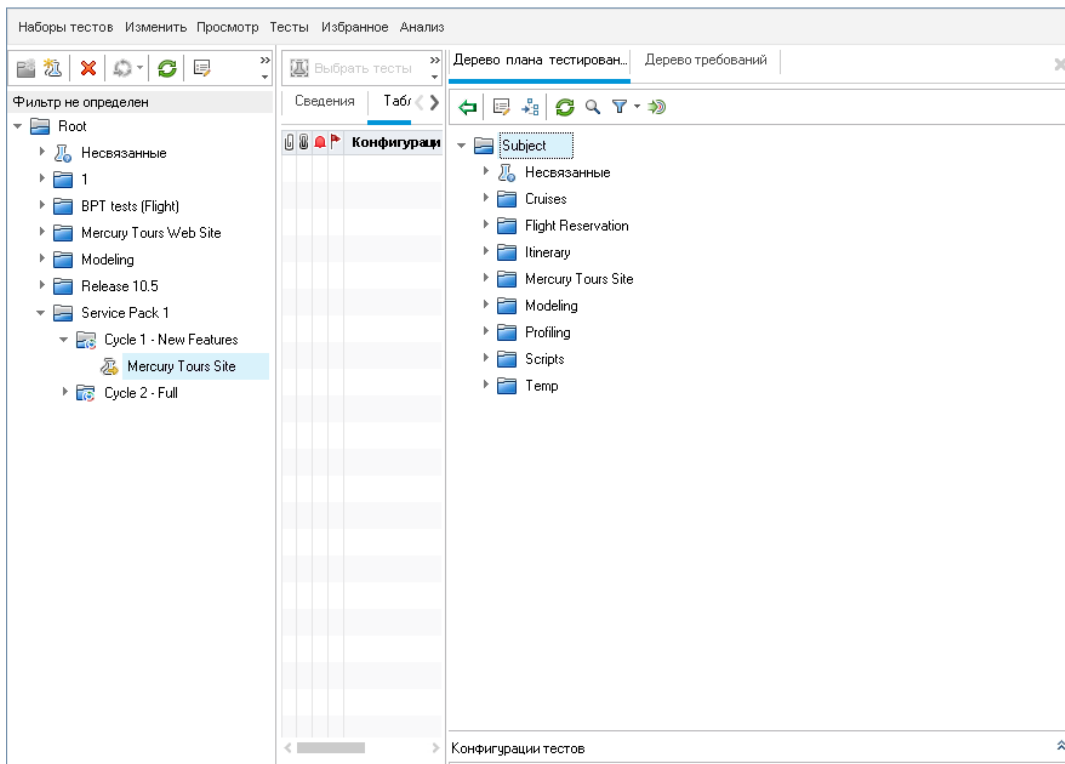 Наборы тестов Изменить Просмотр Тесты Избранное Анализ
Фильтр не определен
Root
Несвязанные
1
BPT tests (Flight)
Mercury Tours Web Site
Modeling
Release 10.5
Service Pack 1
Cycle 1 - New Features
Mercury Tours Site
Cycle 2 - Full
Выбрать тесты
Сведения
Конфигураци
Дерево плана тестирован... Дерево требований
Subject
Несвязанные
Cruises
Flight Reservation
Itinerary
Mercury Tours Site
Modeling
Profiling
Scripts
Temp
Конфигурации тестов